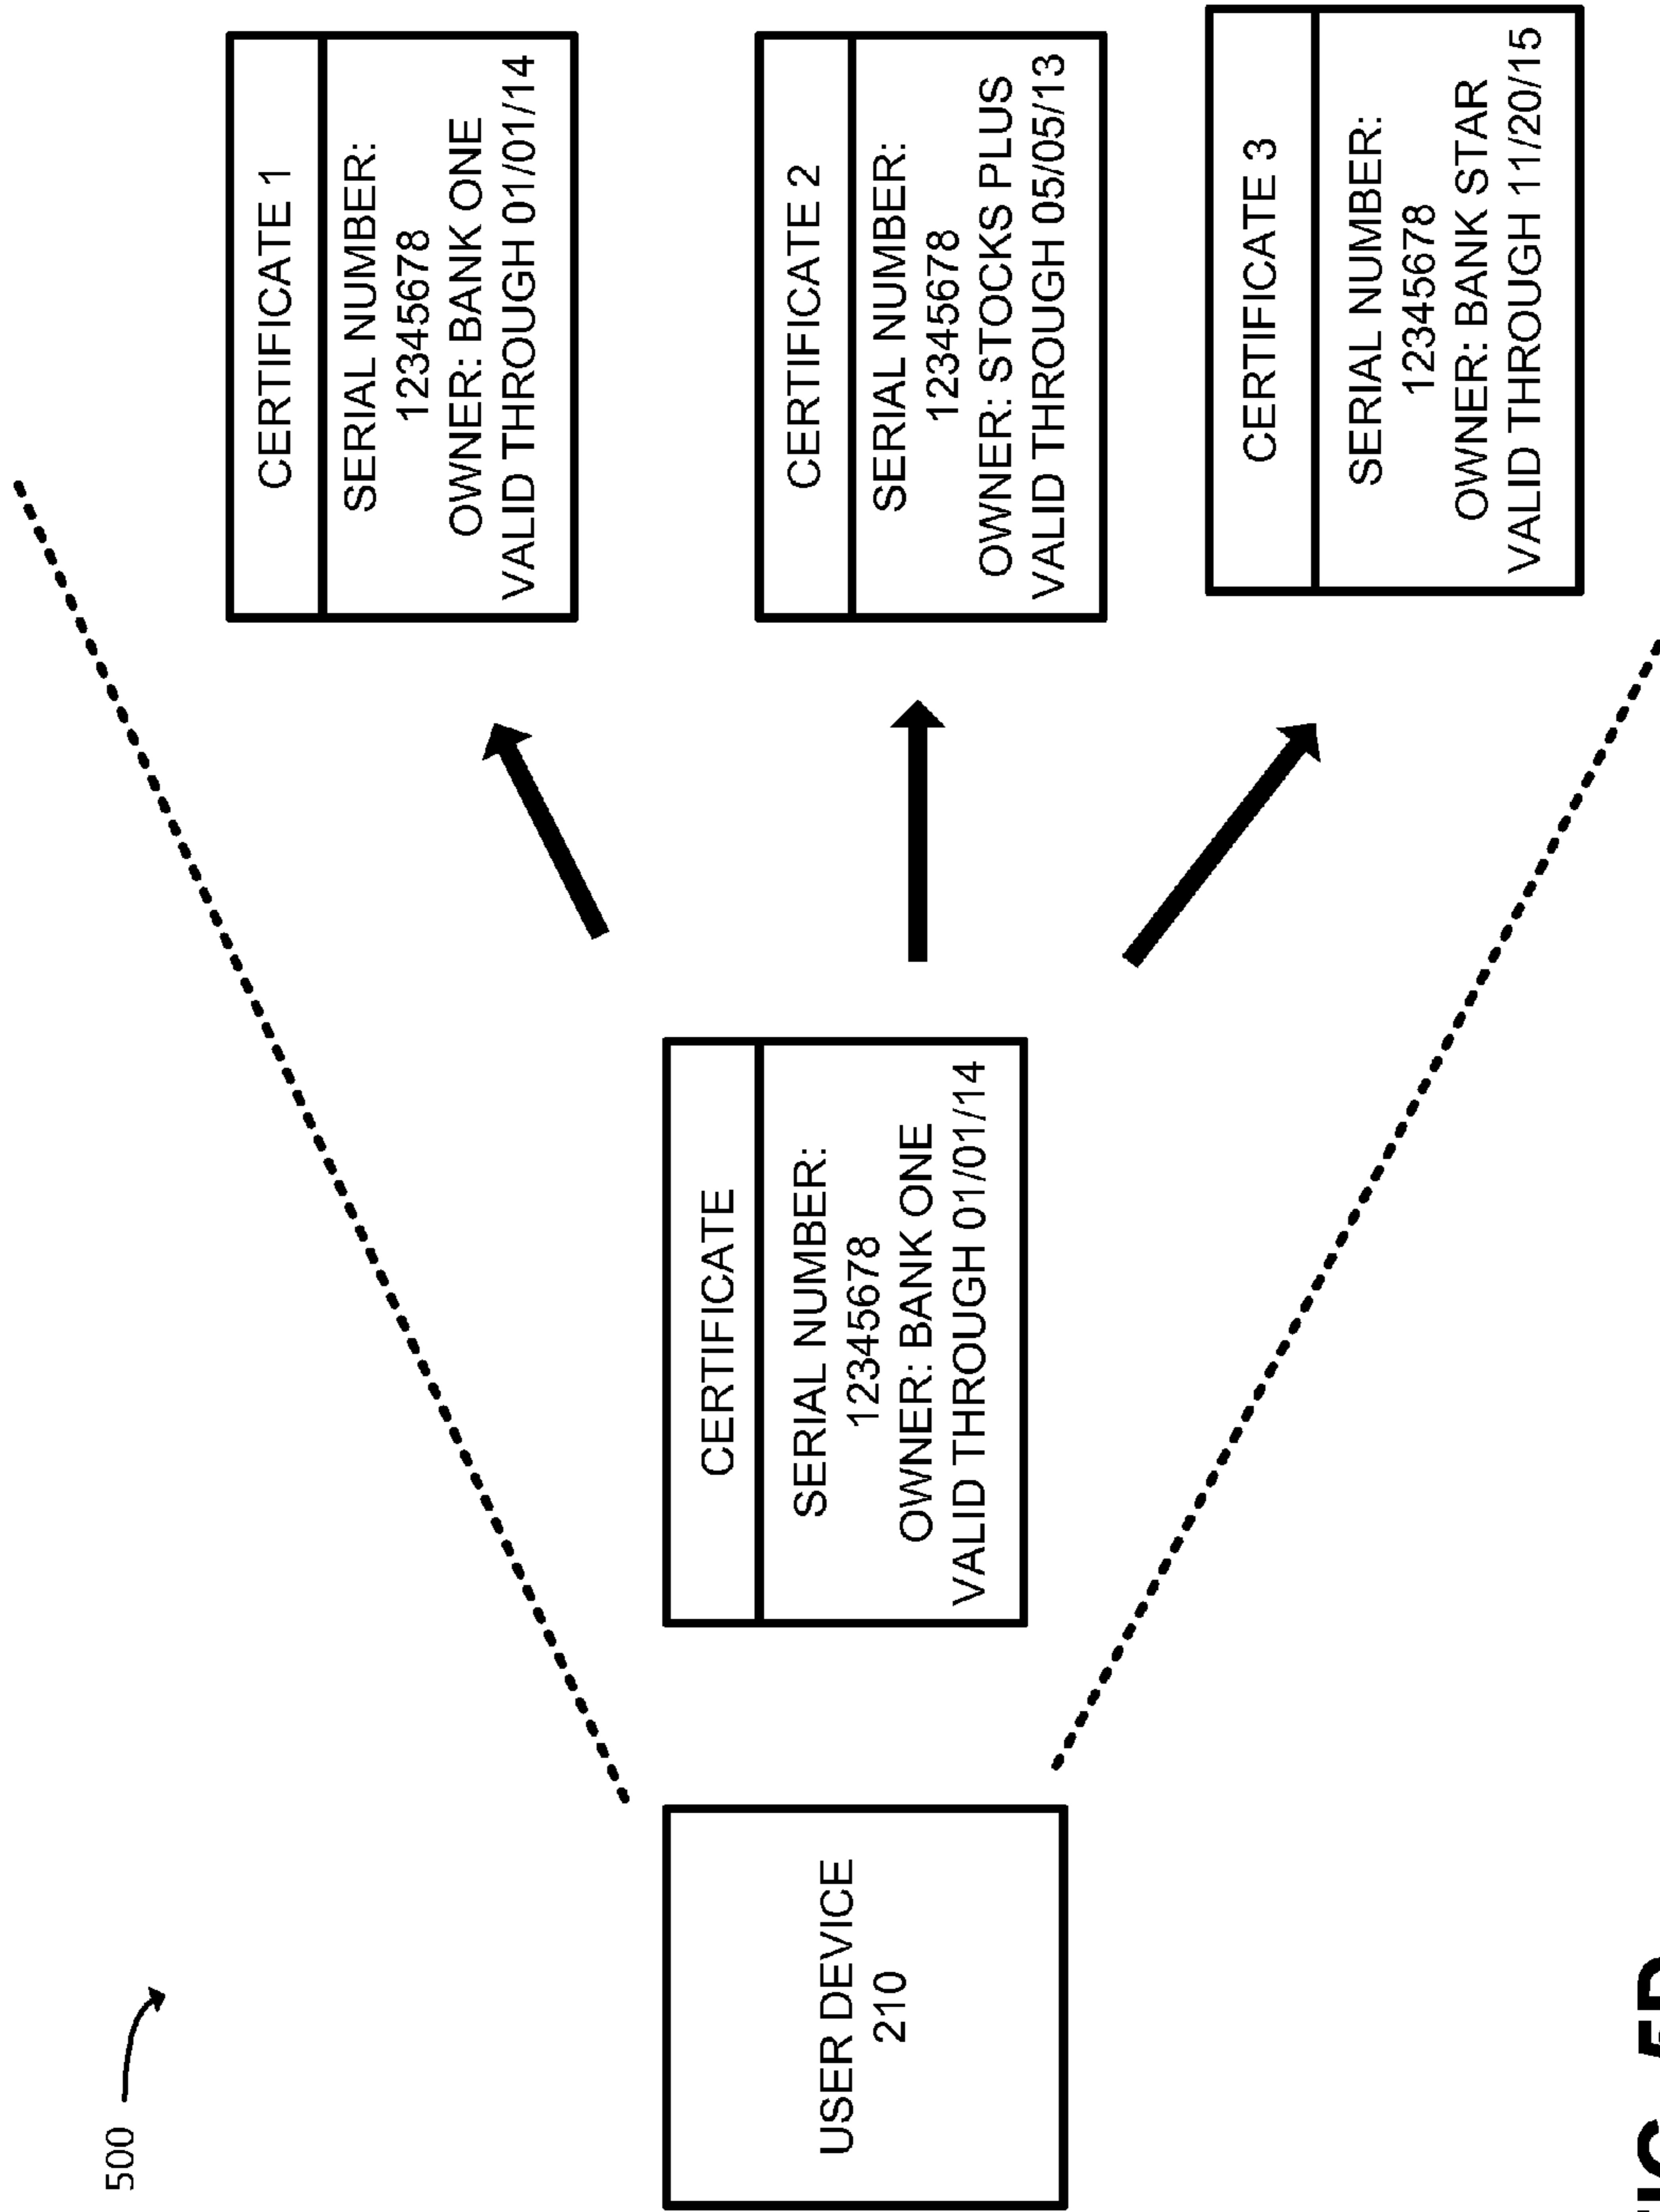 500
USER DEVICE
210
CERTIFICATE
SERIAL NUMBER:
12345678
OWNER: BANK ONE
VALID THROUGH 01/01/14
CERTIFICATE 1
SERIAL NUMBER:
12345678
OWNER: BANK ONE
VALID THROUGH 01/01/14
CERTIFICATE 2
SERIAL NUMBER:
12345678
OWNER: STOCKS PLUS
VALID THROUGH 05/05/13
CERTIFICATE 3
SERIAL NUMBER:
12345678
OWNER: BANK STAR
VALID THROUGH 11/20/15